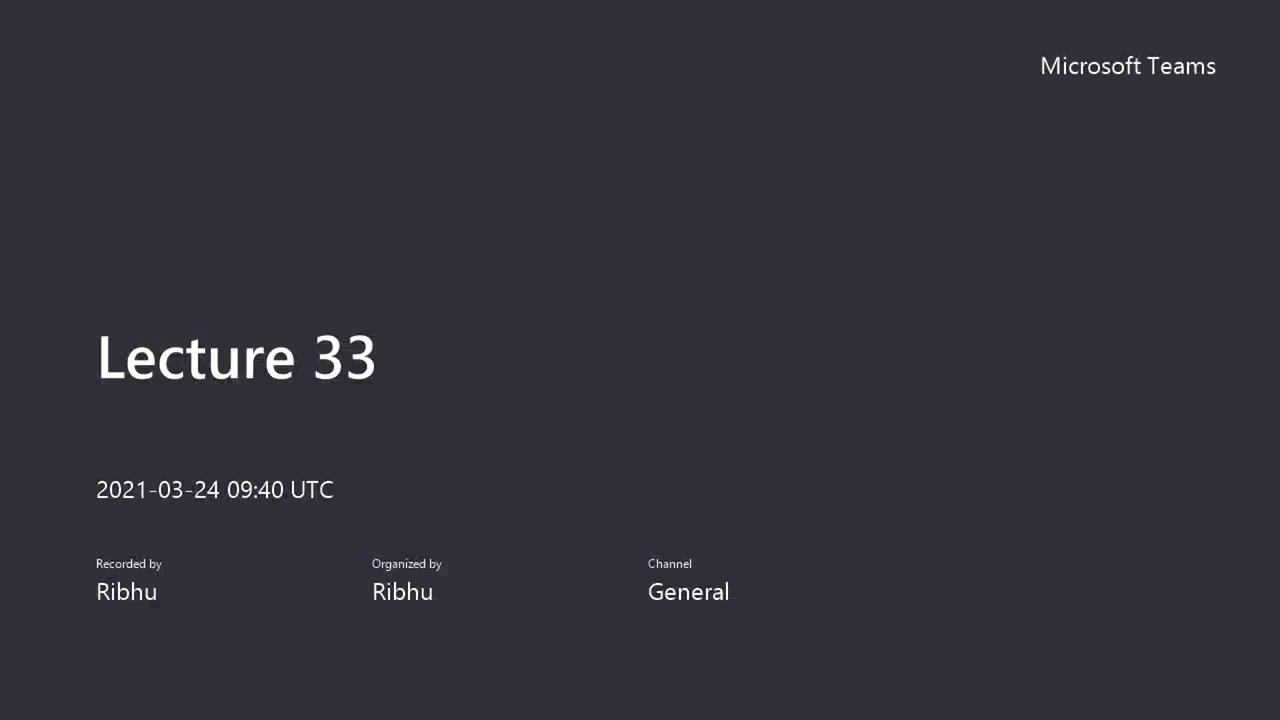 Microsoft Teams
Lecture 33
2021-03-24 09:40 UTC
Recorded by
Ribhu
Organized by
Ribhu
Channel
General